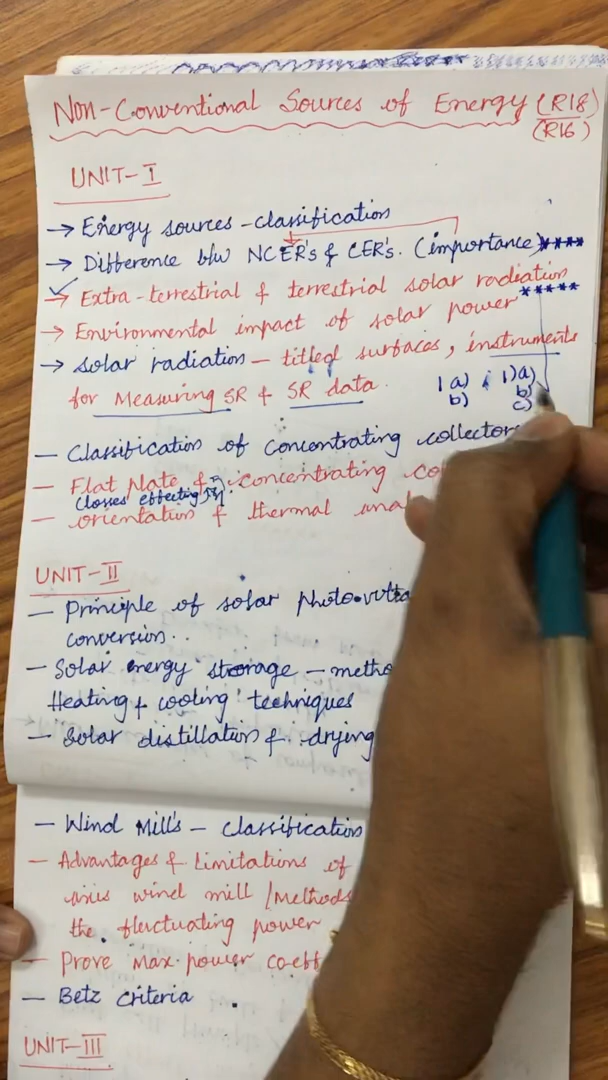 Non-Conventional Sources of Energy (R18)
(R16)
UNIT-I
→ Energy sources - classification
→ Difference b/w NCER's & CER's. (importance) ****
→ Extra-terrestrial & terrestrial solar radiation
→ Environmental impact of solar power *****
→ Solar radiation - titled surfaces, instruments
for Measuring SR & SR data.
1 a) 1) a)
b) b)
c)
- Classification of Concentrating collectors
- Flat Plate & concentrating
Closses effecting
- orientation & thermal
UNIT-II
- Principle of solar
conversion..
- Solar energy storage -
Heating & cooling techniques
- Solar distillation & drying
- Wind Mill's - Classification
- Advantages & Limitations of
axis wind mill / Methods
the fluctuating power
- Prove Max. power
- Betz Criteria
UNIT-III